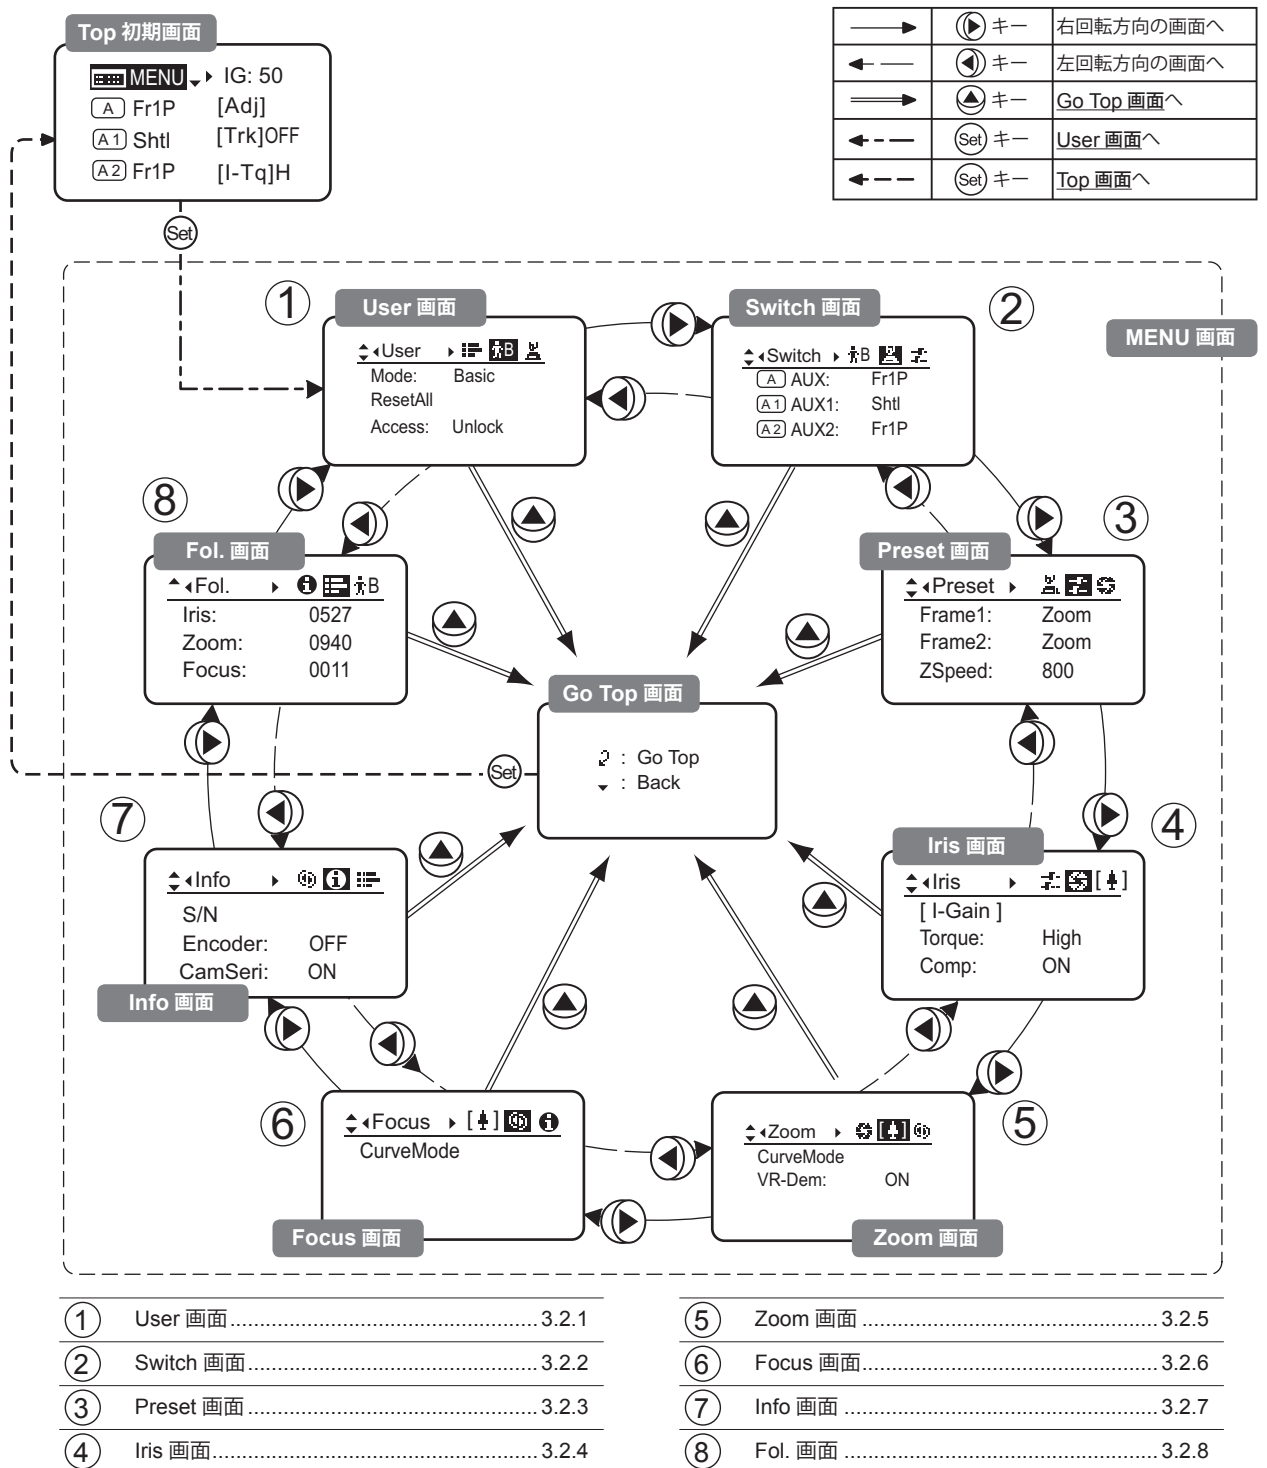 Top 初期画面
MENU IG: 50
A Fr1P [Adj]
A1 Shtl [Trk]OFF
A2 Fr1P [I-Tq]H
キー 右回転方向の画面へ
キー 左回転方向の画面へ
キー Go Top 画面へ
Set キー User 画面へ
Set キー Top 画面へ
Set
MENU 画面
① User 画面
User B
Mode: Basic
ResetAll
Access: Unlock
② Switch 画面
Switch B
A AUX: Fr1P
A1 AUX1: Shtl
A2 AUX2: Fr1P
⑧ Fol. 画面
Fol. B
Iris: 0527
Zoom: 0940
Focus: 0011
③ Preset 画面
Preset
Frame1: Zoom
Frame2: Zoom
ZSpeed: 800
Go Top 画面
: Go Top
: Back
Set
⑦
Info
S/N
Encoder: OFF
CamSeri: ON
Info 画面
④ Iris 画面
Iris
[ I-Gain ]
Torque: High
Comp: ON
⑥
Focus
CurveMode
Focus 画面
⑤
Zoom
CurveMode
VR-Dem: ON
Zoom 画面
① User 画面 3.2.1
② Switch 画面 3.2.2
③ Preset 画面 3.2.3
④ Iris 画面 3.2.4
⑤ Zoom 画面 3.2.5
⑥ Focus 画面 3.2.6
⑦ Info 画面 3.2.7
⑧ Fol. 画面 3.2.8